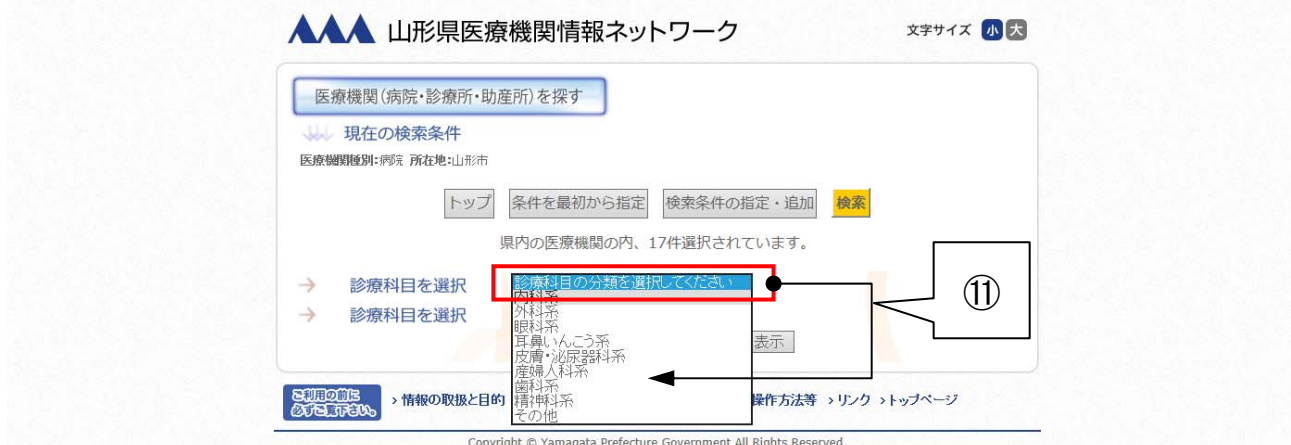 山形県医療機関情報ネットワーク
文字サイズ 小 大
医療機関(病院・診療所・助産所)を探す
現在の検索条件
医療機関種別:病院 所在地:山形市
トップ 条件を最初から指定 検索条件の指定・追加 検索
県内の医療機関の内、17件選択されています。
診療科目を選択 診療科目の分類を選択してください
⑪
内科系
外科系
診療科目を選択
眼科系
耳鼻いんこう系 表示
皮膚・泌尿器科系
産婦人科系
歯科系
精神科系
その他
ご利用の前に
必ずご覧下さい。
›情報の取扱と目的 操作方法等 ›リンク ›トップページ
Copyright © Yamagata Prefecture Government All Rights Reserved.